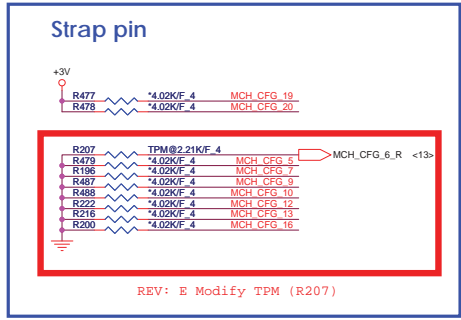 Strap pin
+3V
R477 *4.02K/F_4 MCH_CFG_19
R478 *4.02K/F_4 MCH_CFG_20
R207 TPM@2.21K/F_4 MCH_CFG_6_R <13>
R479 *4.02K/F_4 MCH_CFG_5
R196 *4.02K/F_4 MCH_CFG_7
R487 *4.02K/F_4 MCH_CFG_9
R488 *4.02K/F_4 MCH_CFG_10
R222 *4.02K/F_4 MCH_CFG_12
R216 *4.02K/F_4 MCH_CFG_13
R200 *4.02K/F_4 MCH_CFG_16
REV: E Modify TPM (R207)